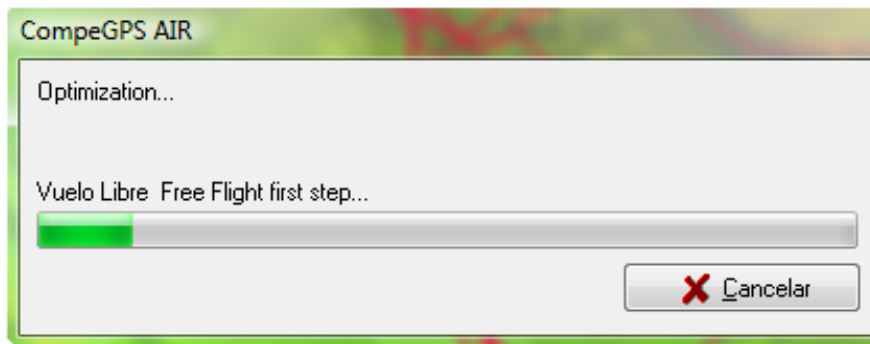 CompeGPS AIR
Optimization...
Vuelo Libre  Free Flight first step...
Cancelar